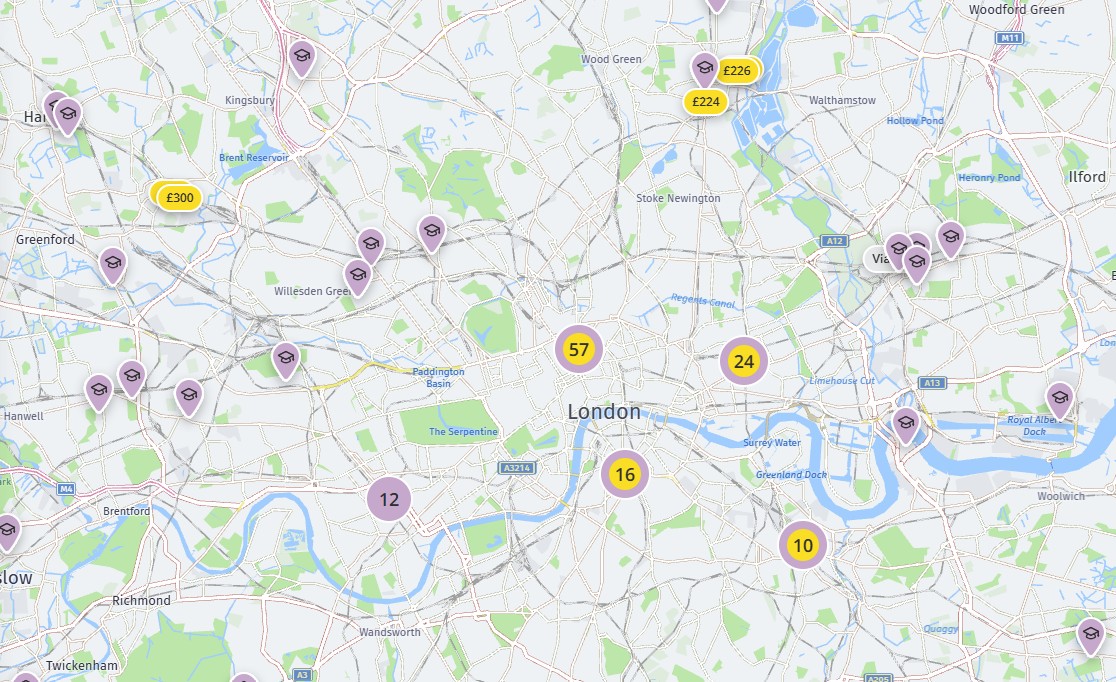 Woodford Green
M11
Wood Green
£226
Kingsbury
£224
Walthamstow
Hollow Pond
Brent Reservoir
Heronry Pond
Ilford
£300
Stoke Newington
Greenford
A12
Willesden
Regents Canal
57
24
Paddington
Basin
Limehouse Cut
A13
London
Hanwell
The Serpentine
Royal Albert
Dock
Surrey Water
A3214
16
Greenland Dock
M4
12
Woolwich
Brentford
10
Richmond
Wandsworth
Quaggy
Twickenham
A3
A205